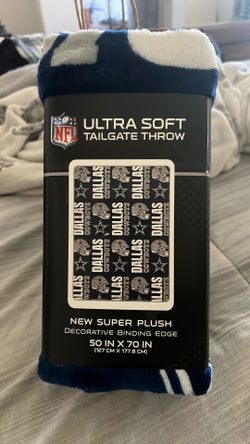 NFL
ULTRA SOFT
TAILGATE THROW
DALLAS
COWBOYS
NEW SUPER PLUSH
DECORATIVE BINDING EDGE
50 IN X 70 IN
(127 CM X 177.8 CM)